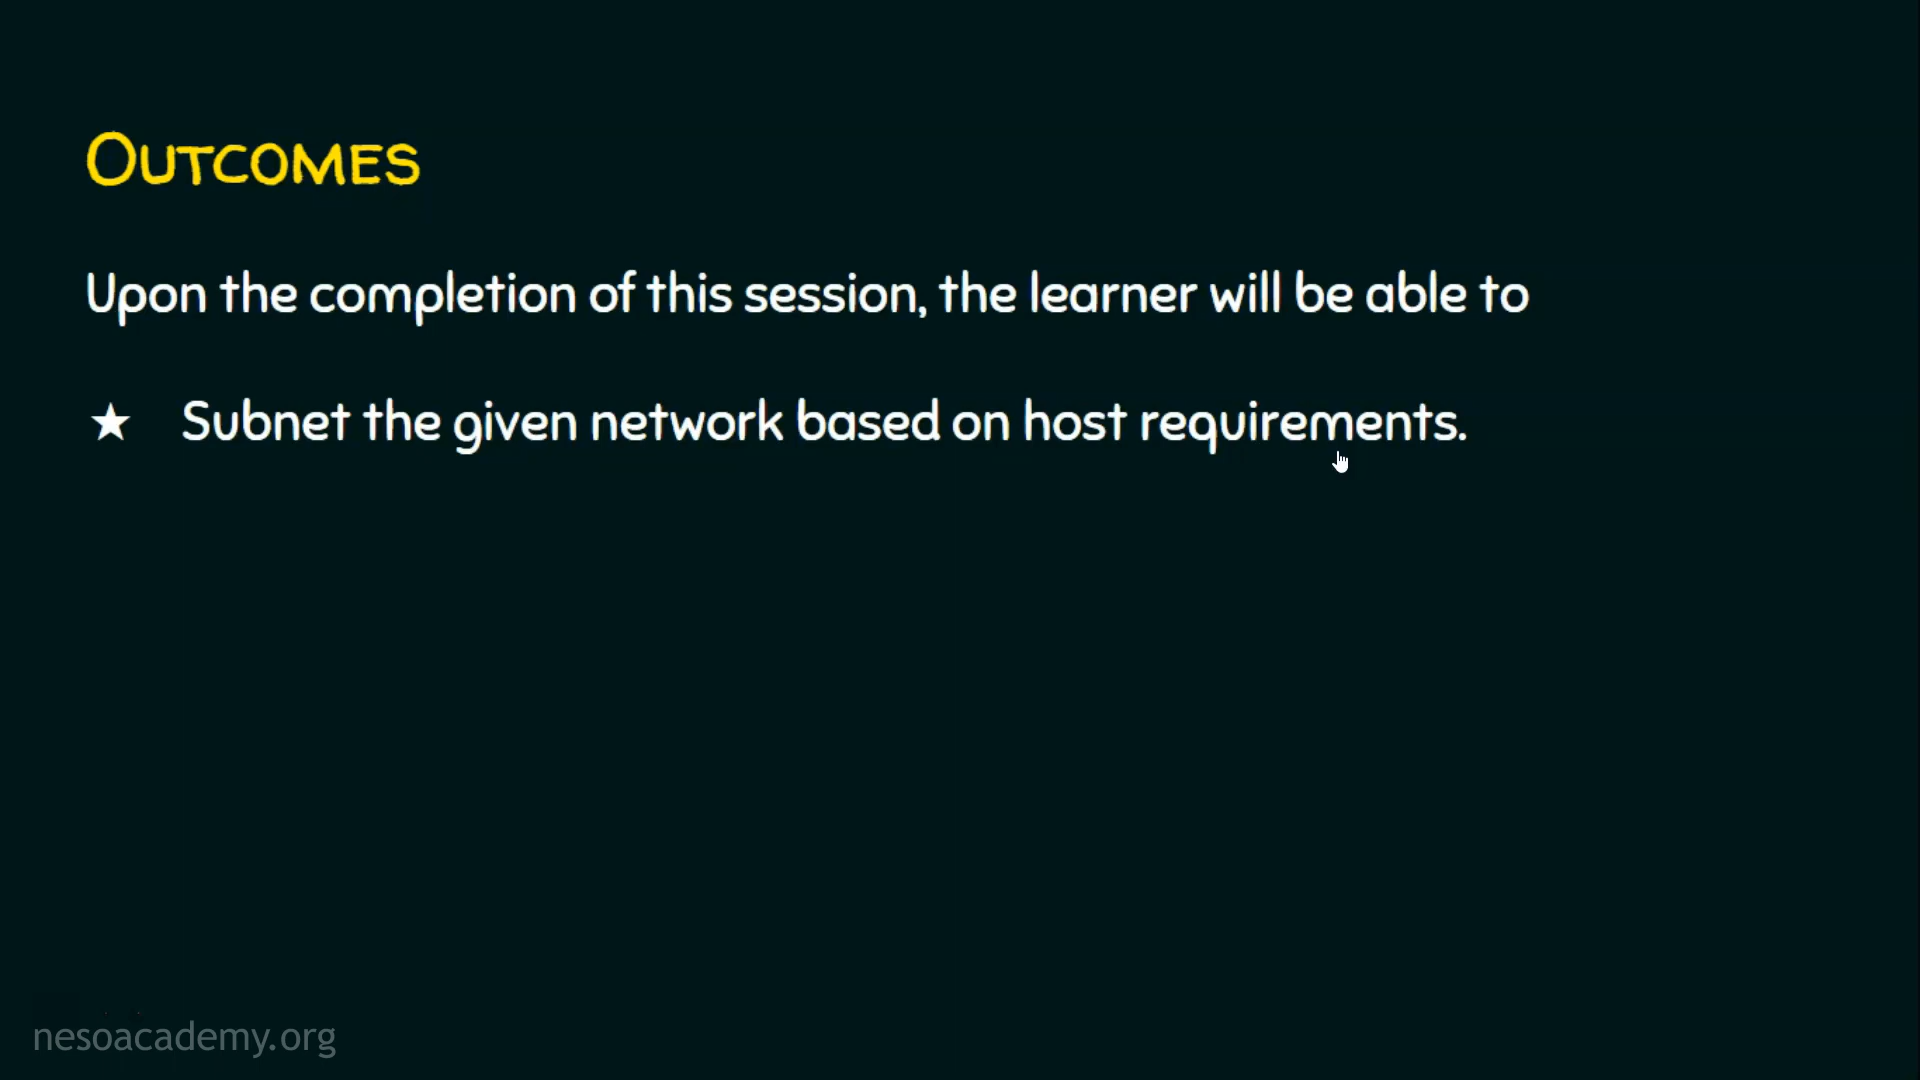 Outcomes
Upon the completion of this session, the learner will be able to
★ Subnet the given network based on host requirements.
nesoacademy.org